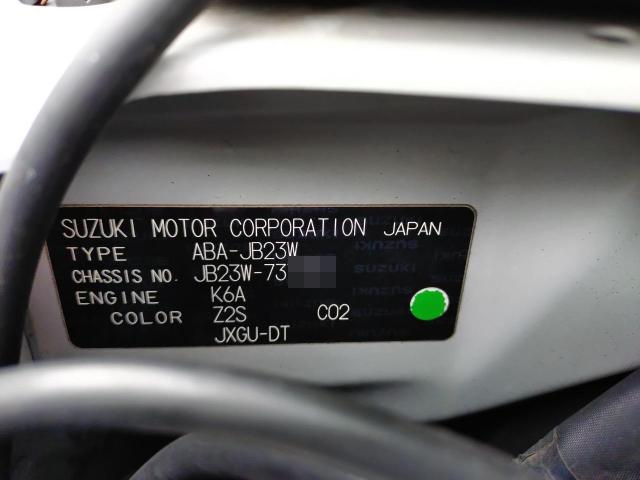 SUZUKI MOTOR CORPORATION JAPAN
TYPE ABA-JB23W
CHASSIS NO. JB23W-73
ENGINE K6A
COLOR Z2S C02
JXGU-DT